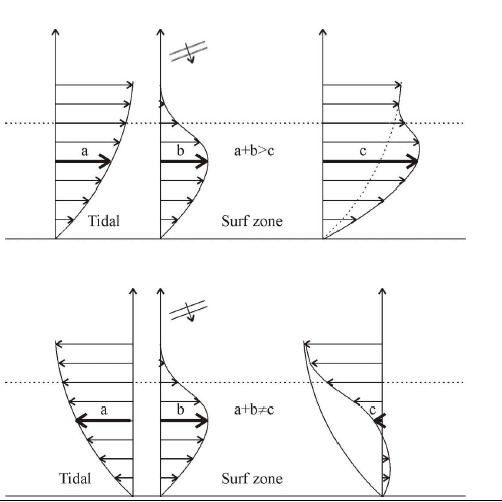 a
b
a+b>c
c
Tidal
Surf zone
a
b
a+b≠c
c
Tidal
Surf zone